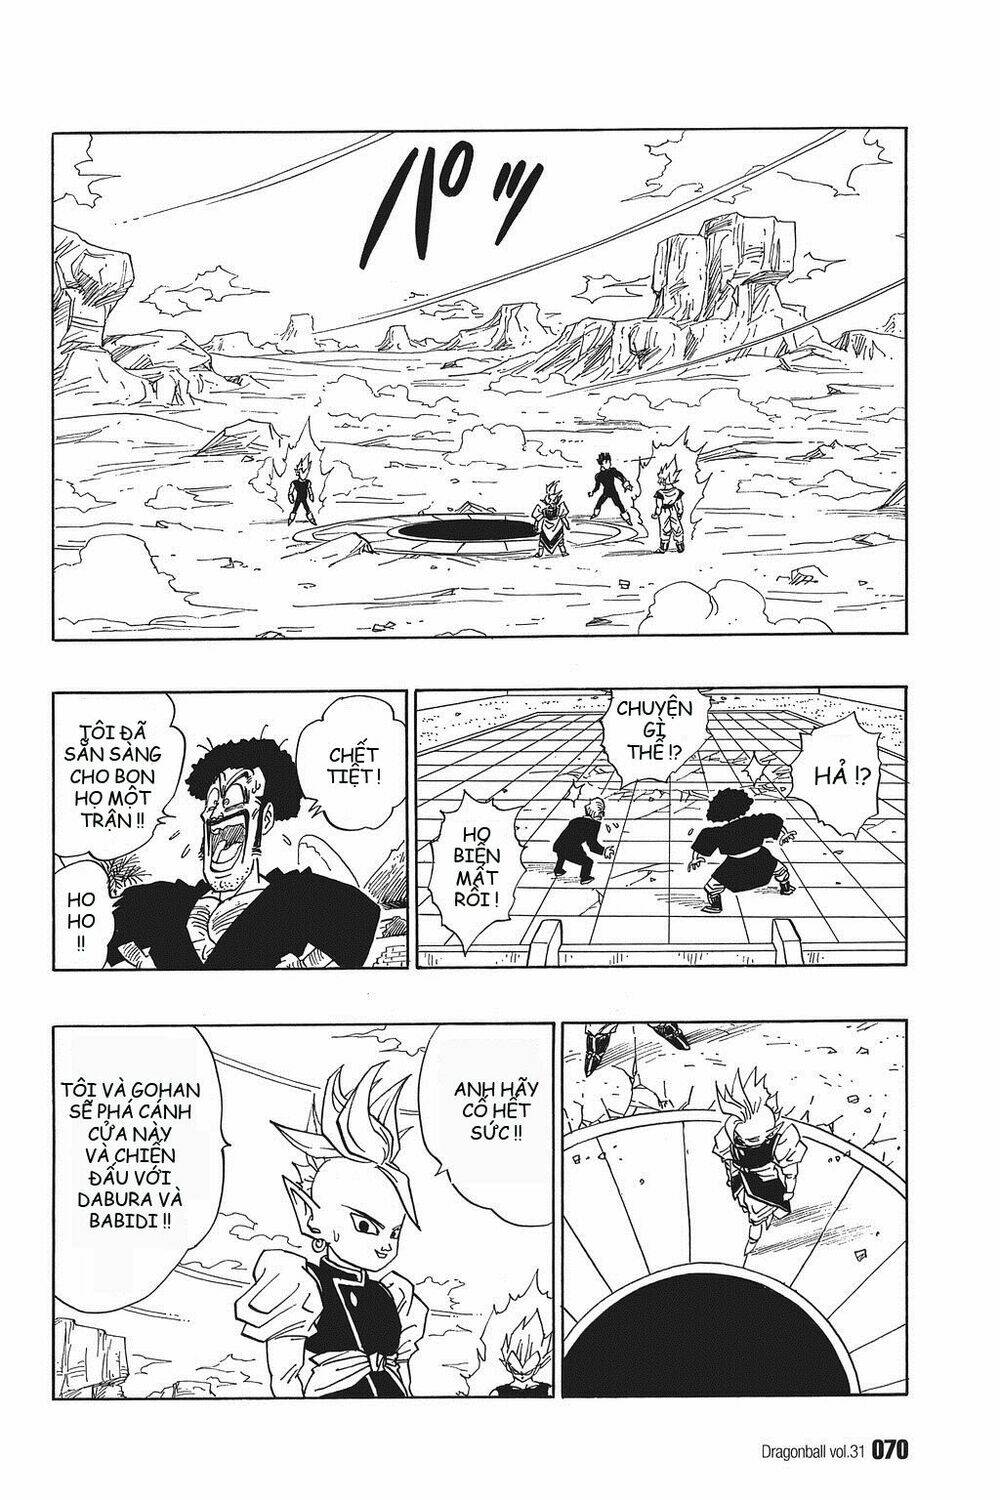 パッ
HẢ !?
CHUYỆN
GÌ
THẾ !?
HỌ
BIẾN
MẤT
RỒI !
CHẾT
TIỆT !
TÔI ĐÃ
SẴN SÀNG
CHO BỌN
HỌ MỘT
TRẬN !!
HO
HO
!!
ANH HÃY
CỐ HẾT
SỨC !!
TÔI VÀ GOHAN
SẼ PHÁ CÁNH
CỬA NÀY
VÀ CHIẾN
ĐẤU VỚI
DABURA VÀ
BABIDI !!
Dragonball vol.31 070